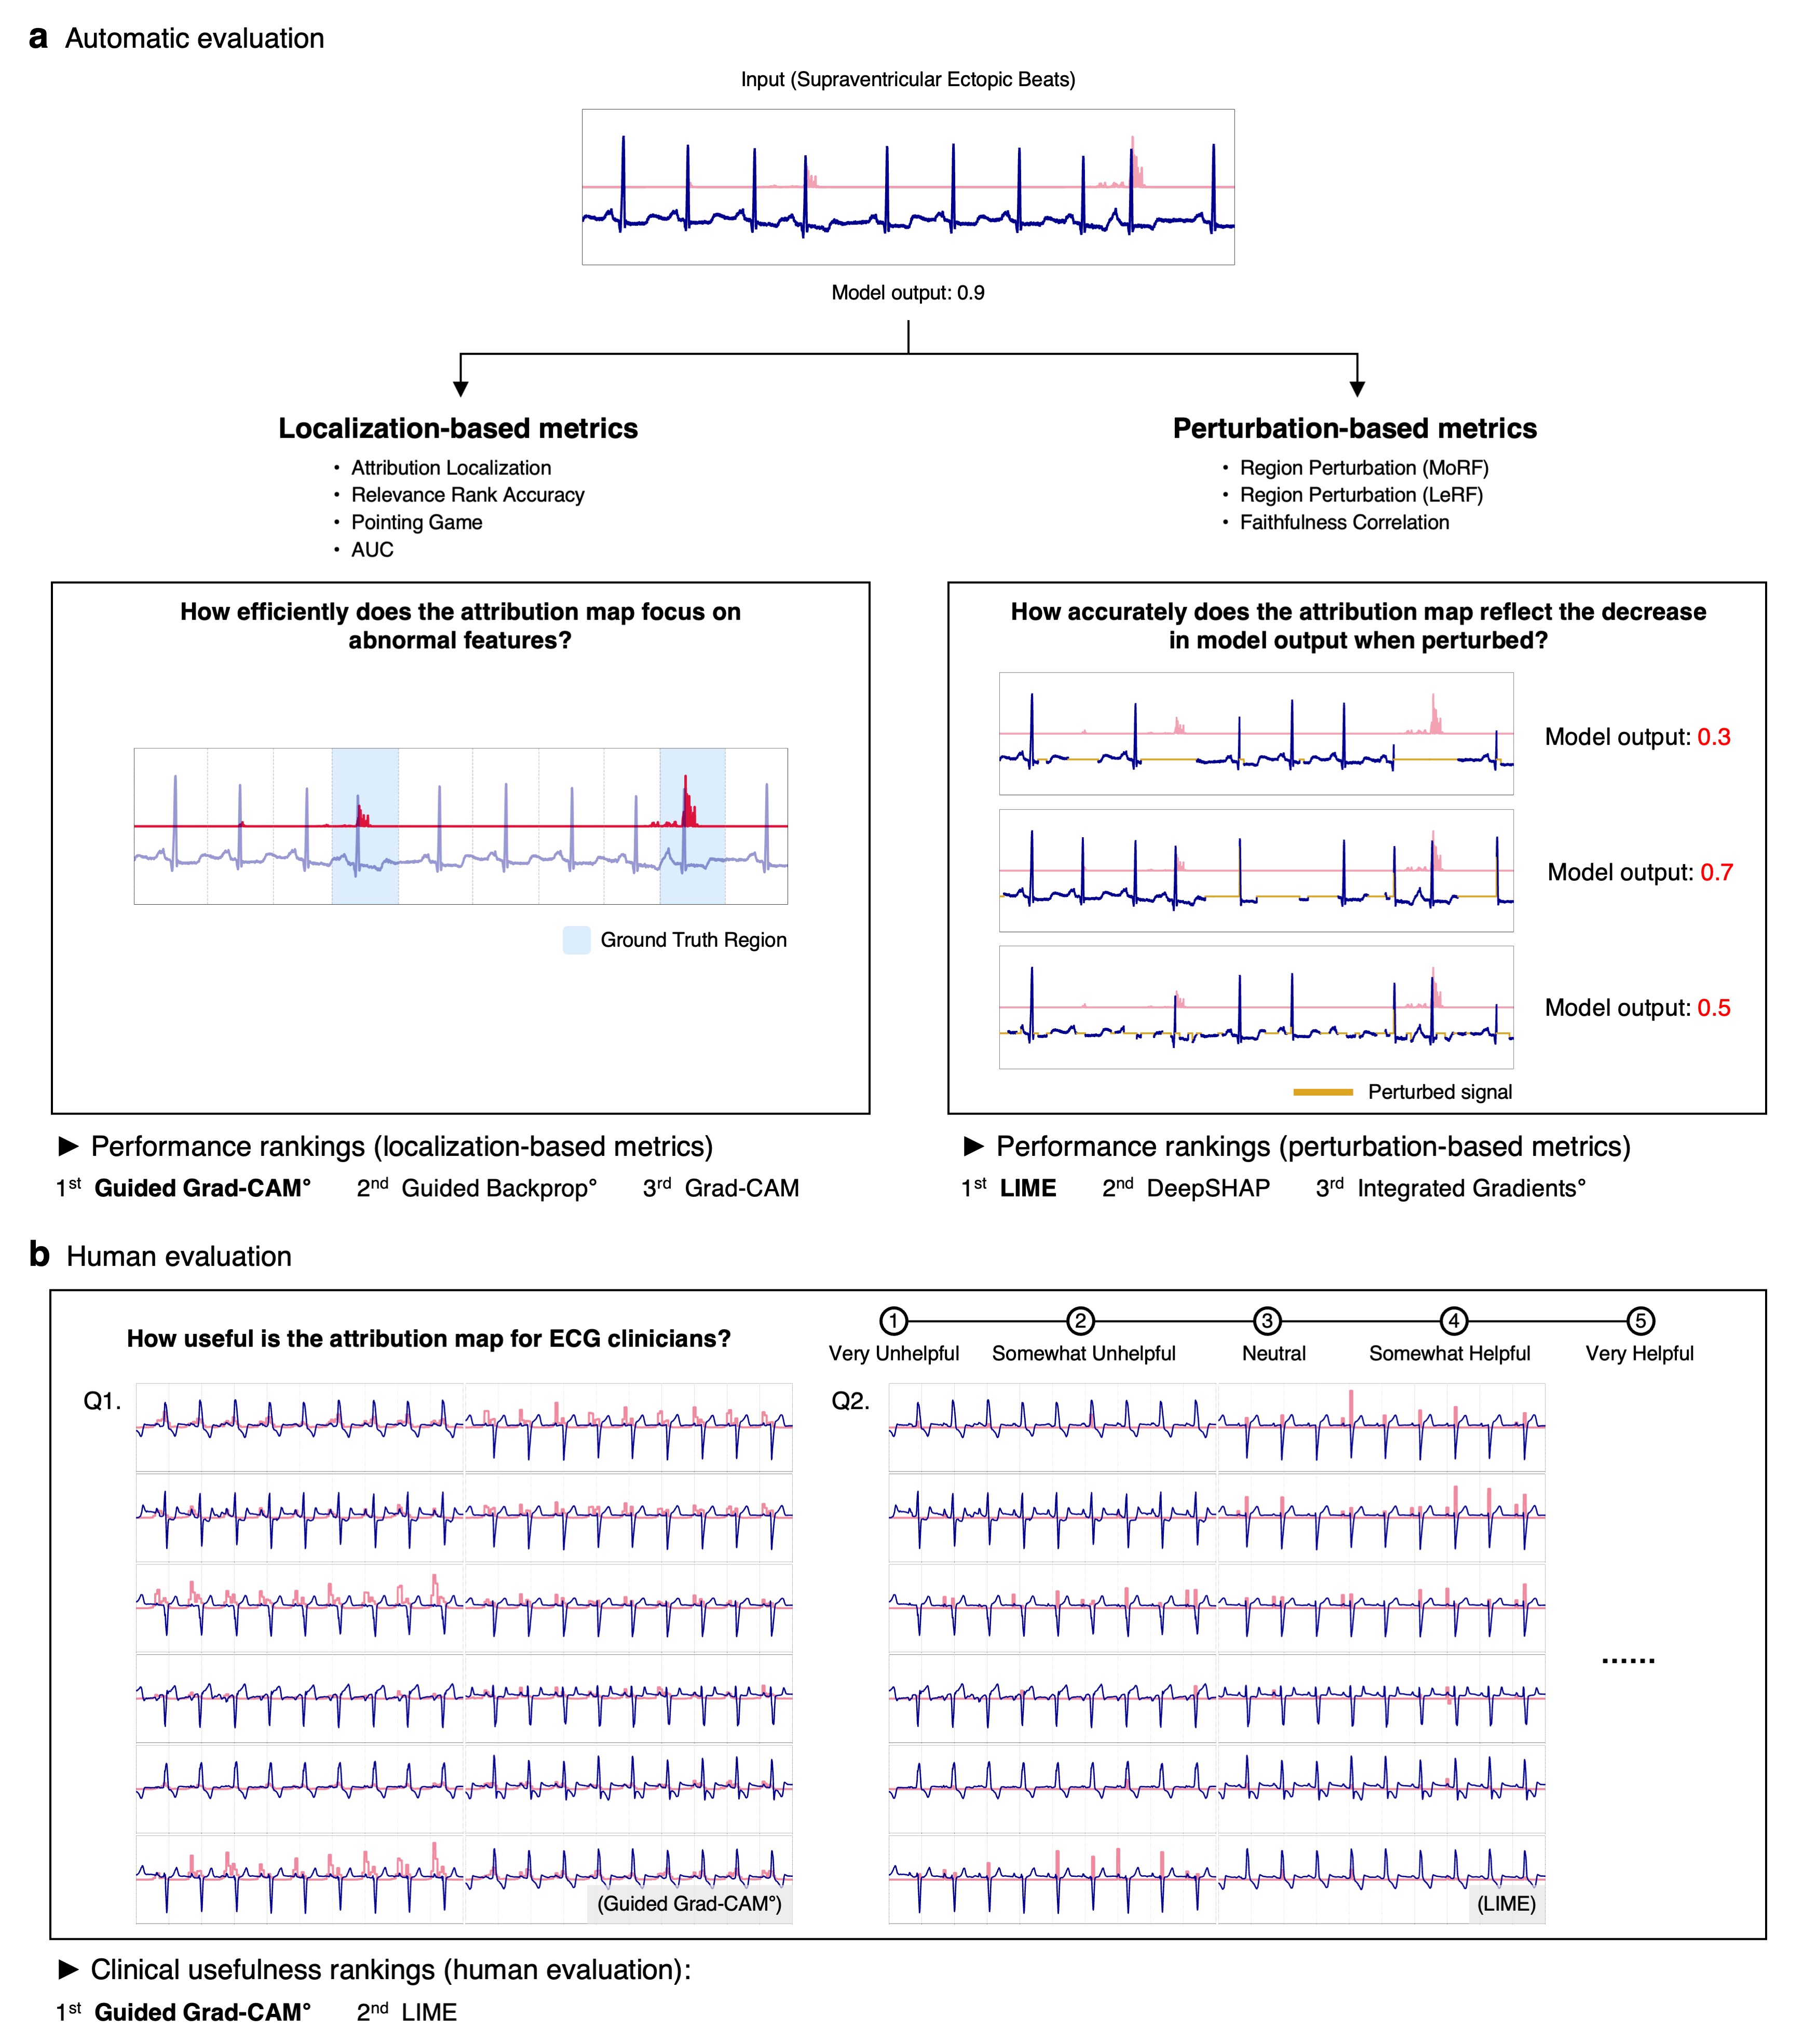 a Automatic evaluation
Input (Supraventricular Ectopic Beats)
Model output: 0.9
Localization-based metrics
• Attribution Localization
• Relevance Rank Accuracy
• Pointing Game
• AUC
Perturbation-based metrics
• Region Perturbation (MoRF)
• Region Perturbation (LeRF)
• Faithfulness Correlation
How efficiently does the attribution map focus on
abnormal features?
Ground Truth Region
How accurately does the attribution map reflect the decrease
in model output when perturbed?
Model output: 0.3
Model output: 0.7
Model output: 0.5
Perturbed signal
► Performance rankings (localization-based metrics)
1st Guided Grad-CAM° 2nd Guided Backprop° 3rd Grad-CAM
► Performance rankings (perturbation-based metrics)
1st LIME 2nd DeepSHAP 3rd Integrated Gradients°
b Human evaluation
How useful is the attribution map for ECG clinicians?
1 2 3 4 5
Very Unhelpful Somewhat Unhelpful Neutral Somewhat Helpful Very Helpful
Q1.
(Guided Grad-CAM°)
Q2.
(LIME)
......
► Clinical usefulness rankings (human evaluation):
1st Guided Grad-CAM° 2nd LIME